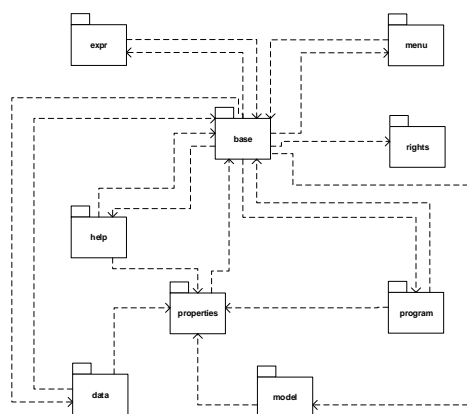 expr
menu
base
rights
help
properties
program
data
model